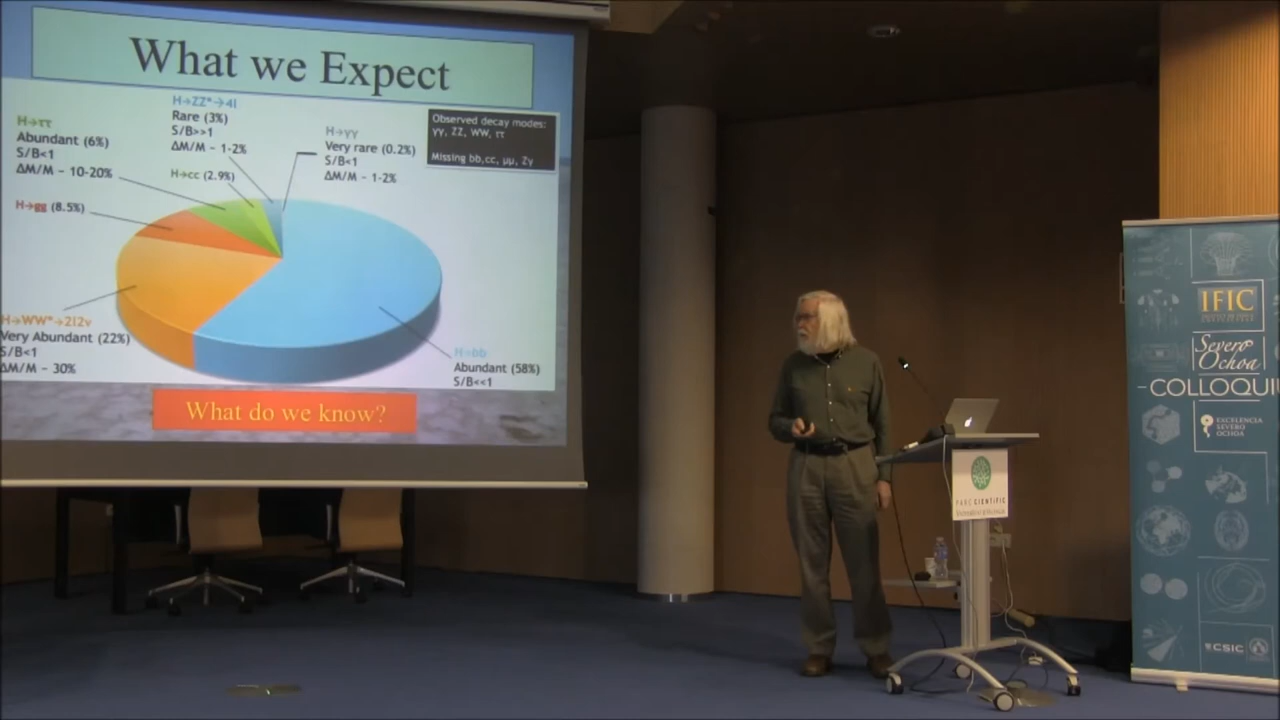 What we Expect
H→ττ
Abundant (6%)
S/B<1
ΔM/M ~ 10-20%
H→ZZ*→4l
Rare (3%)
S/B>>1
ΔM/M ~ 1-2%
H→cc (2.9%)
H→γγ
Very rare (0.2%)
S/B<1
ΔM/M ~ 1-2%
Observed decay modes:
γγ, ZZ, WW, ττ
Missing bb,cc, μμ, Zγ
H→gg (8.5%)
H→WW*→2l2ν
Very Abundant (22%)
S/B<1
ΔM/M ~ 30%
H→bb
Abundant (58%)
S/B<<1
What do we know?
PARC CIENTÍFIC
IFIC
Severo
Ochoa
COLLOQUI
EXCELENCIA
SEVERO
OCHOA
CSIC